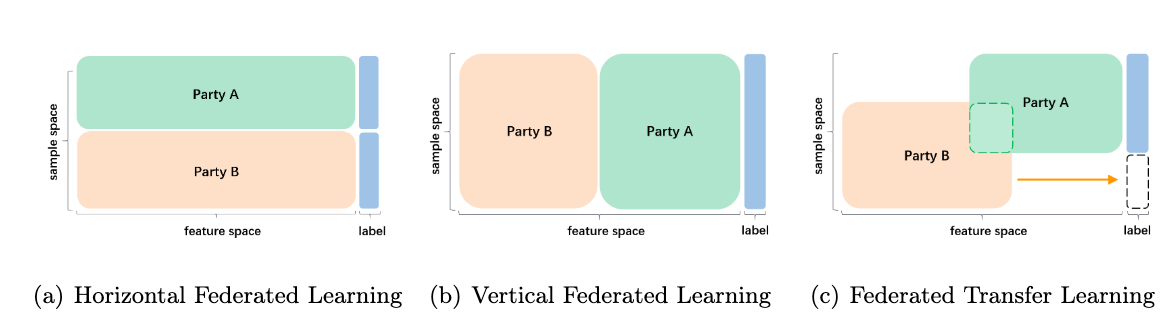 sample space
Party A
Party B
feature space
label
(a) Horizontal Federated Learning
sample space
Party B
Party A
feature space
label
(b) Vertical Federated Learning
sample space
Party A
Party B
feature space
label
(c) Federated Transfer Learning